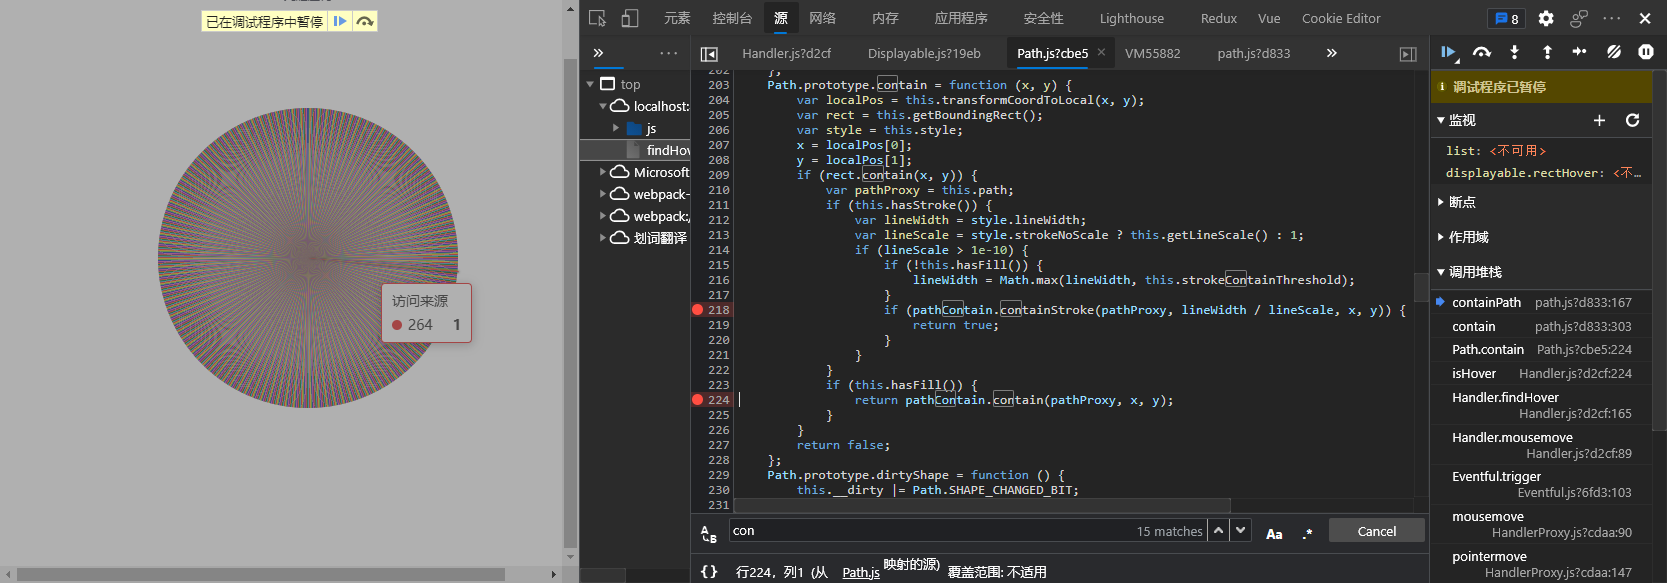 已在调试程序中暂停
访问来源
264 1
元素 控制台 源 网络 内存 应用程序 安全性 Lighthouse Redux Vue Cookie Editor 8
» ··· Handler.js?d2cf Displayable.js?19eb Path.js?cbe5 × VM55882 path.js?d833 »
top
localhost:
js
findHov
Microsoft
webpack-
webpack:/
划词翻译
202 };
203 Path.prototype.contain = function (x, y) {
204 var localPos = this.transformCoordToLocal(x, y);
205 var rect = this.getBoundingRect();
206 var style = this.style;
207 x = localPos[0];
208 y = localPos[1];
209 if (rect.contain(x, y)) {
210 var pathProxy = this.path;
211 if (this.hasStroke()) {
212 var lineWidth = style.lineWidth;
213 var lineScale = style.strokeNoScale ? this.getLineScale() : 1;
214 if (lineScale > 1e-10) {
215 if (!this.hasFill()) {
216 lineWidth = Math.max(lineWidth, this.strokeContainThreshold);
217 }
218 if (pathContain.containStroke(pathProxy, lineWidth / lineScale, x, y)) {
219 return true;
220 }
221 }
222 }
223 if (this.hasFill()) {
224 return pathContain.contain(pathProxy, x, y);
225 }
226 }
227 return false;
228 };
229 Path.prototype.dirtyShape = function () {
230 this.__dirty |= Path.SHAPE_CHANGED_BIT;
231
con 15 matches Aa .* Cancel
{} 行224，列1 (从 Path.js 映射的源) 覆盖范围: 不适用
调试程序已暂停
监视
list: <不可用>
displayable.rectHover: <不…
断点
作用域
调用堆栈
containPath path.js?d833:167
contain path.js?d833:303
Path.contain Path.js?cbe5:224
isHover Handler.js?d2cf:224
Handler.findHover
Handler.js?d2cf:165
Handler.mousemove
Handler.js?d2cf:89
Eventful.trigger
Eventful.js?6fd3:103
mousemove
HandlerProxy.js?cdaa:90
pointermove
HandlerProxy.js?cdaa:147